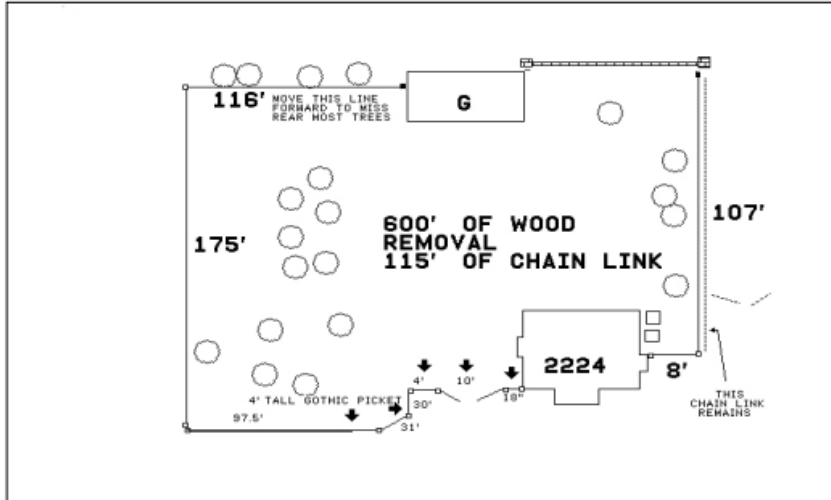 116'
MOVE THIS LINE
FORWARD TO MISS
REAR MOST TREES
G
107'
175'
600' OF WOOD
REMOVAL
115' OF CHAIN LINK
2224
8'
4'
10'
18"
4' TALL GOTHIC PICKET
30'
97.5'
31'
THIS
CHAIN LINK
REMAINS